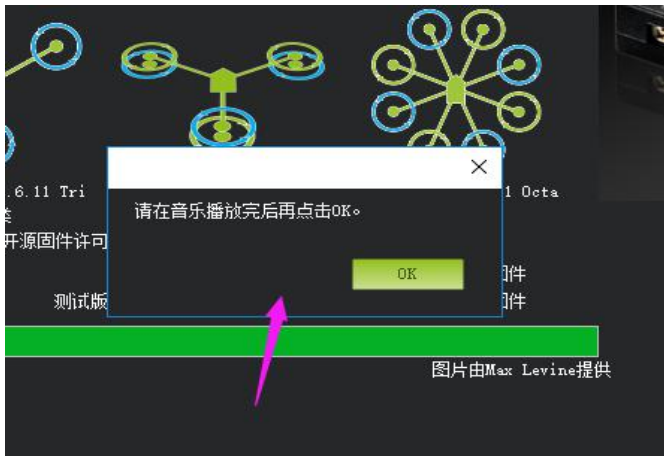 .6.11 Tri
1 Octa
请在音乐播放完后再点击OK。
开源固件许可
OK
测试版
图片由Max Levine提供